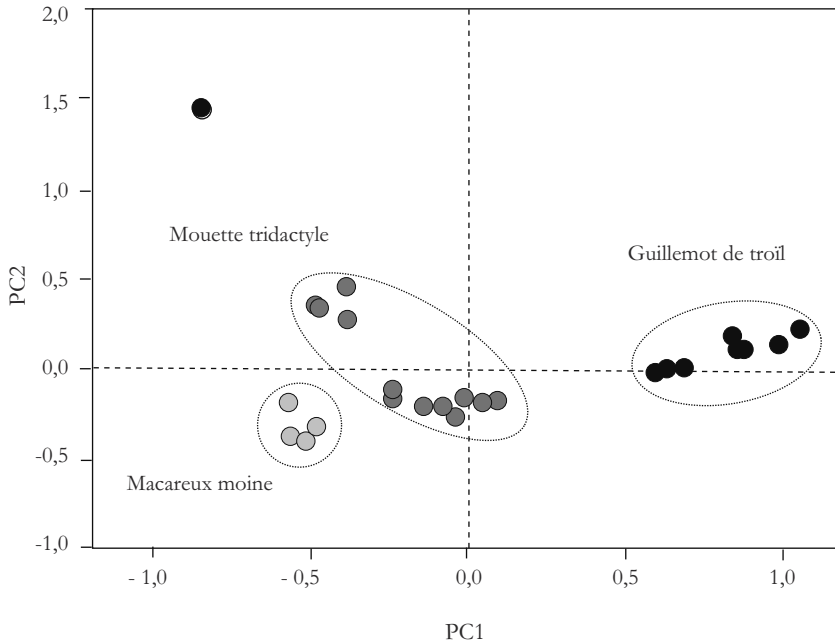 2,0
1,5
1,0
0,5
0,0
-0,5
-1,0
PC2
Mouette tridactyle
Guillemot de troïl
Macareux moine
- 1,0
- 0,5
0,0
0,5
1,0
PC1